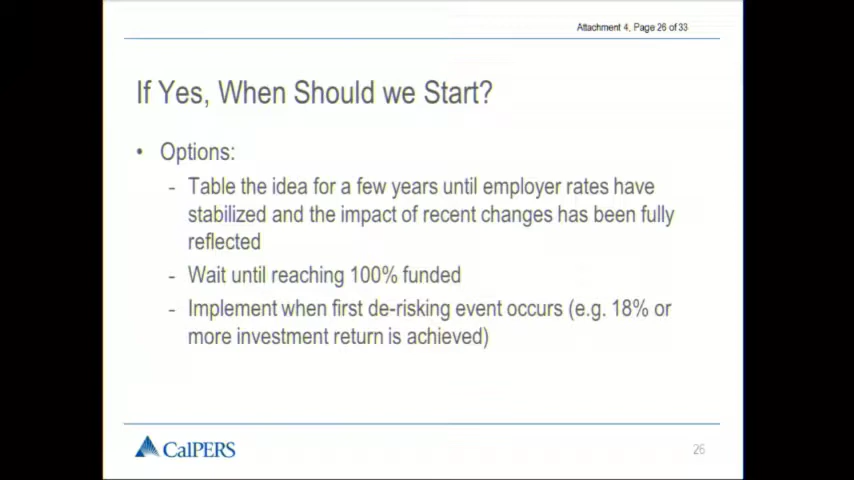 Attachment 4, Page 26 of 33
If Yes, When Should we Start?
• Options:
- Table the idea for a few years until employer rates have
stabilized and the impact of recent changes has been fully
reflected
- Wait until reaching 100% funded
- Implement when first de-risking event occurs (e.g. 18% or
more investment return is achieved)
CalPERS
26